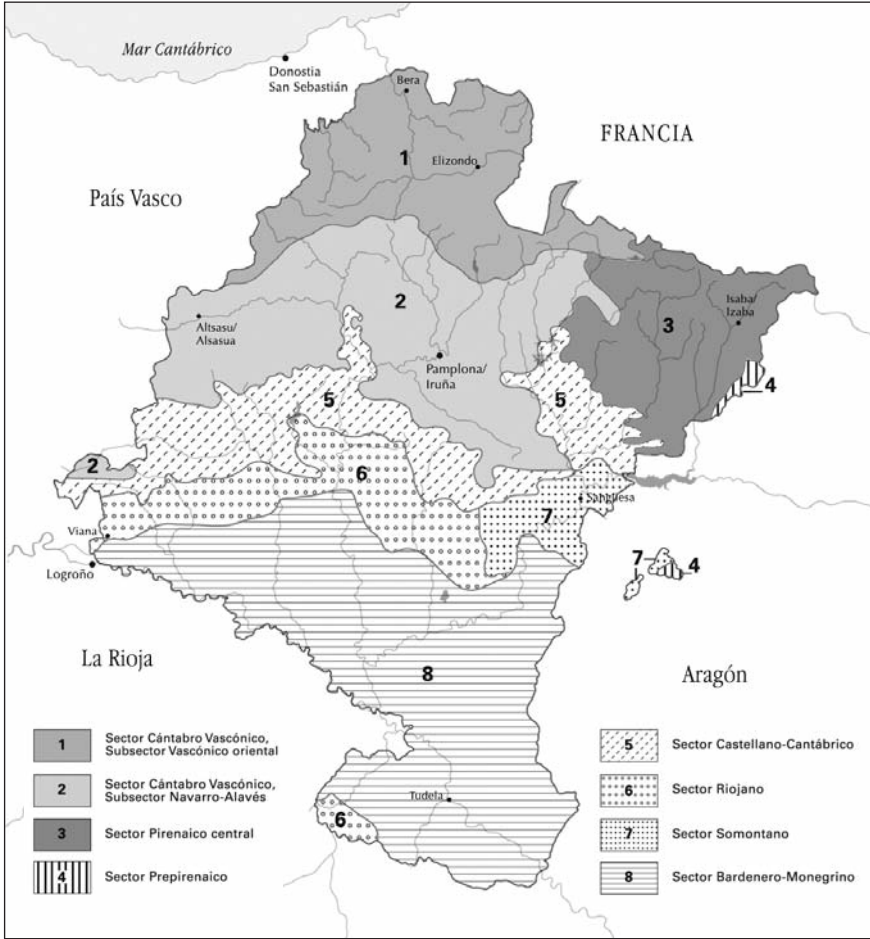 Mar Cantábrico
Donostia
San Sebastián
Bera
FRANCIA
1
Elizondo
País Vasco
2
Altsasu/
Alsasua
Isaba/
Izaba
3
Pamplona/
Iruña
4
5
5
2
6
Sangüesa
7
Viana
Logroño
7
4
La Rioja
8
Aragón
Tudela
6
1
Sector Cántabro Vascónico,
Subsector Vascónico oriental
2
Sector Cántabro Vascónico,
Subsector Navarro-Alavés
3
Sector Pirenaico central
4
Sector Prepirenaico
5
Sector Castellano-Cantábrico
6
Sector Riojano
7
Sector Somontano
8
Sector Bardenero-Monegrino